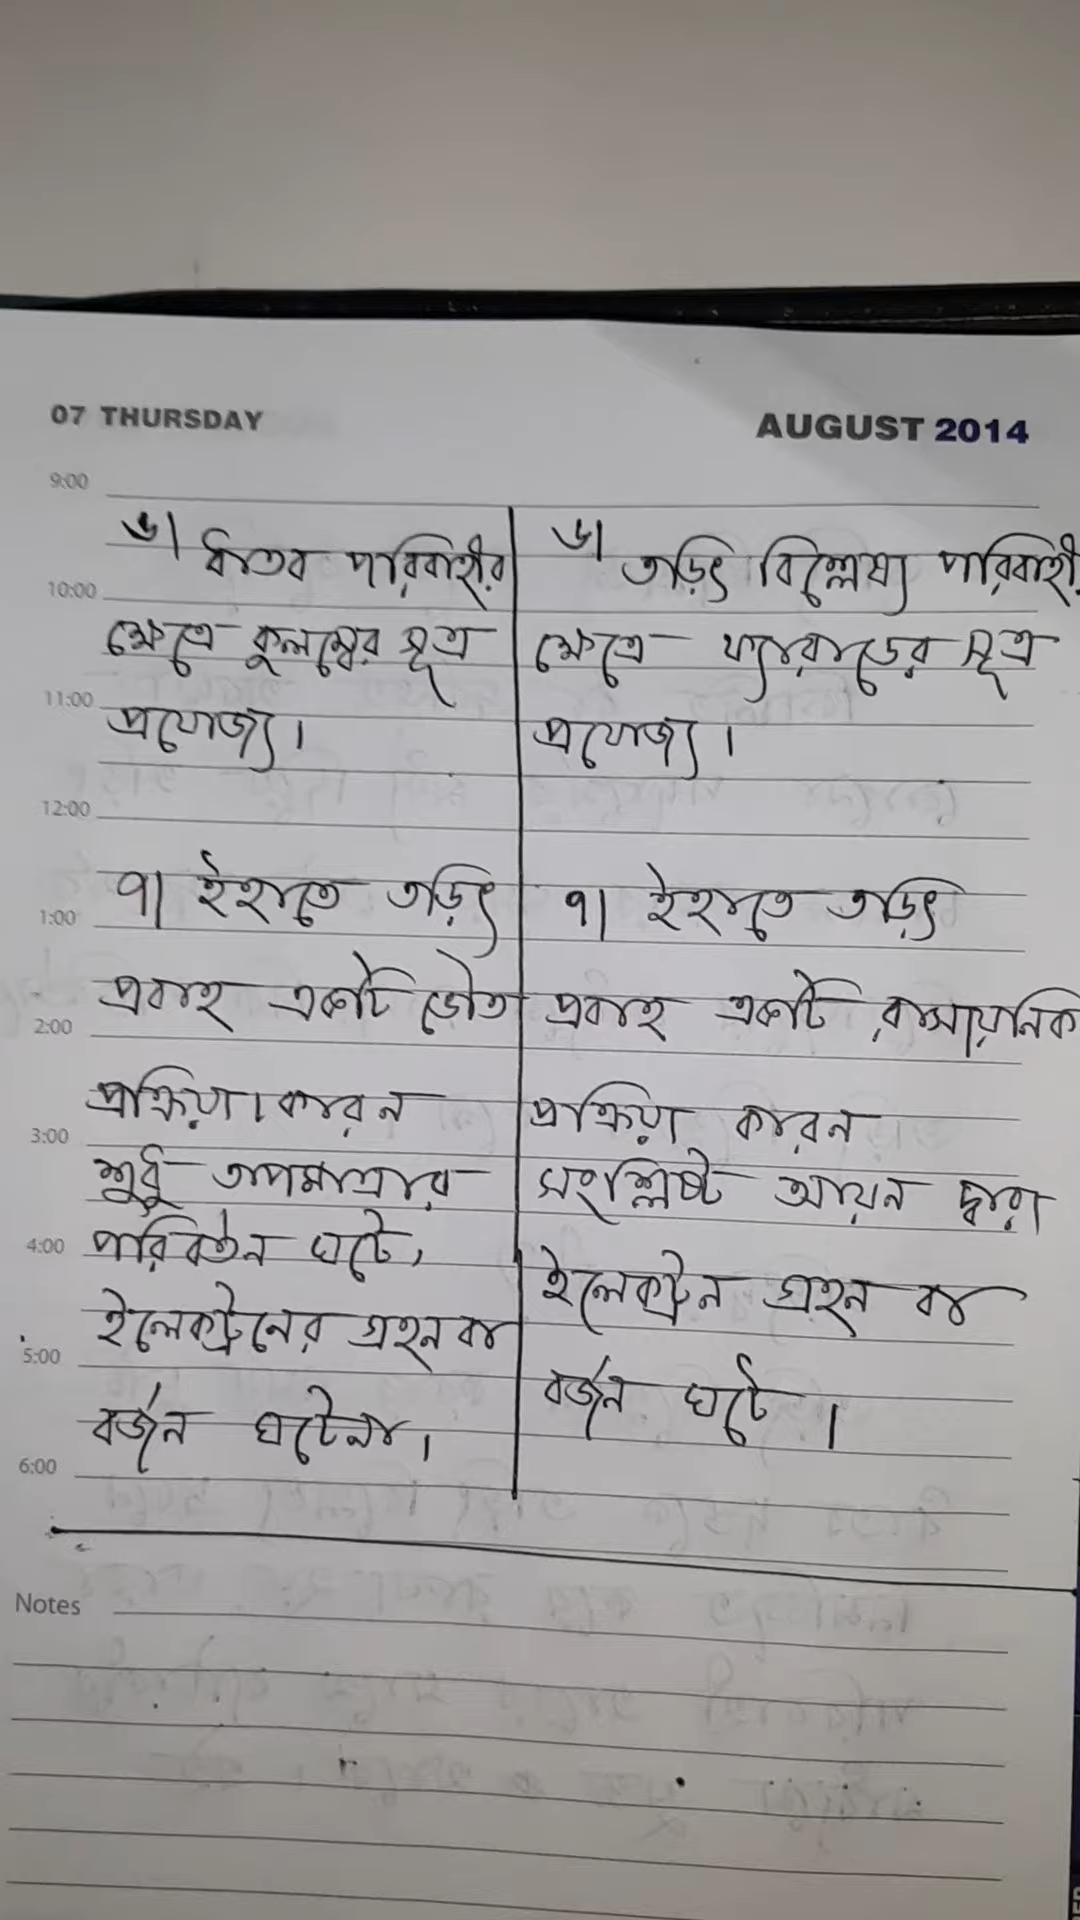 07 THURSDAY
AUGUST 2014
9:00
10:00
11:00
12:00
1:00
2:00
3:00
4:00
5:00
6:00
৬। ধাতব পরিবাহীর
ক্ষেত্রে কুলম্বের সূত্র
প্রযোজ্য।
৭। ইহাতে তড়িৎ
প্রবাহ একটি ভৌত
প্রক্রিয়া। কারন
শুধু তাপমাত্রার
পরিবর্তন ঘটে,
ইলেকট্রনের গ্রহন বা
বর্জন ঘটেনা।
৬। তড়িৎ বিশ্লেষ্য পরিবাহীর
ক্ষেত্রে ফ্যারাডের সূত্র
প্রযোজ্য।
৭। ইহাতে তড়িৎ
প্রবাহ একটি রাসায়নিক
প্রক্রিয়া কারন
সংশ্লিষ্ট আয়ন দ্বারা
ইলেকট্রন গ্রহন বা
বর্জন ঘটে।
Notes